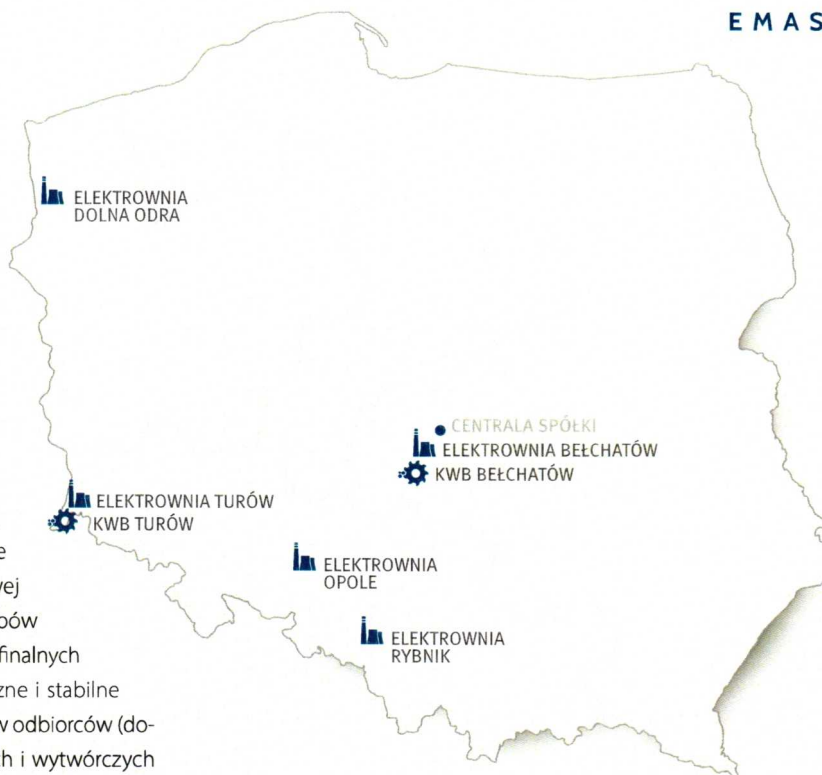 EMAS
ELEKTROWNIA
DOLNA ODRA
CENTRALA SPÓŁKI
ELEKTROWNIA BEŁCHATÓW
KWB BEŁCHATÓW
ELEKTROWNIA TURÓW
KWB TURÓW
ELEKTROWNIA
OPOLE
ELEKTROWNIA
RYBNIK
finalnych
i stabilne
odbiorców (do-
i wytwórczych